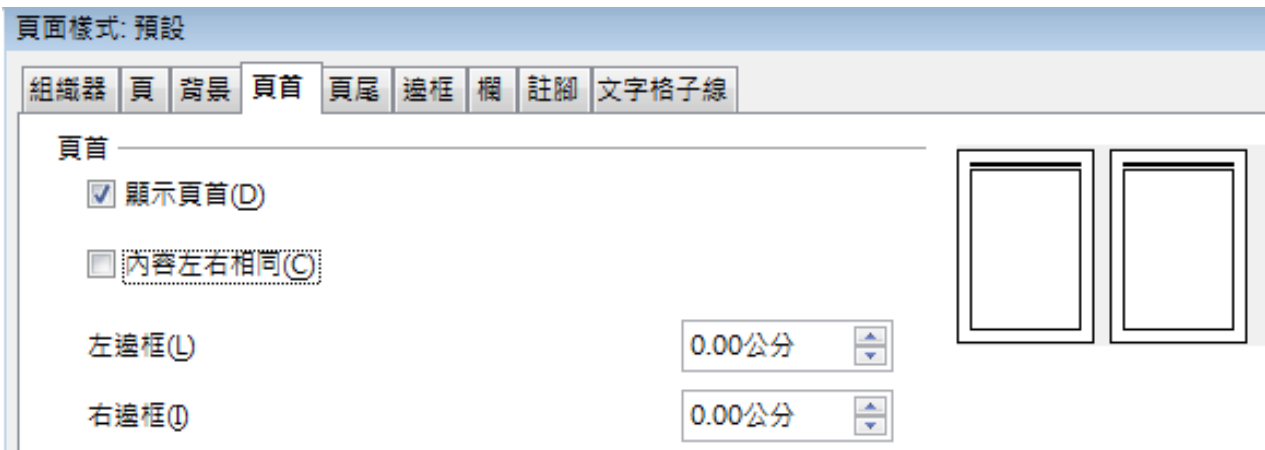 頁面樣式: 預設
組織器 頁 背景 頁首 頁尾 邊框 欄 註腳 文字格子線
頁首
顯示頁首(D)
內容左右相同(C)
左邊框(L) 0.00公分
右邊框(I) 0.00公分